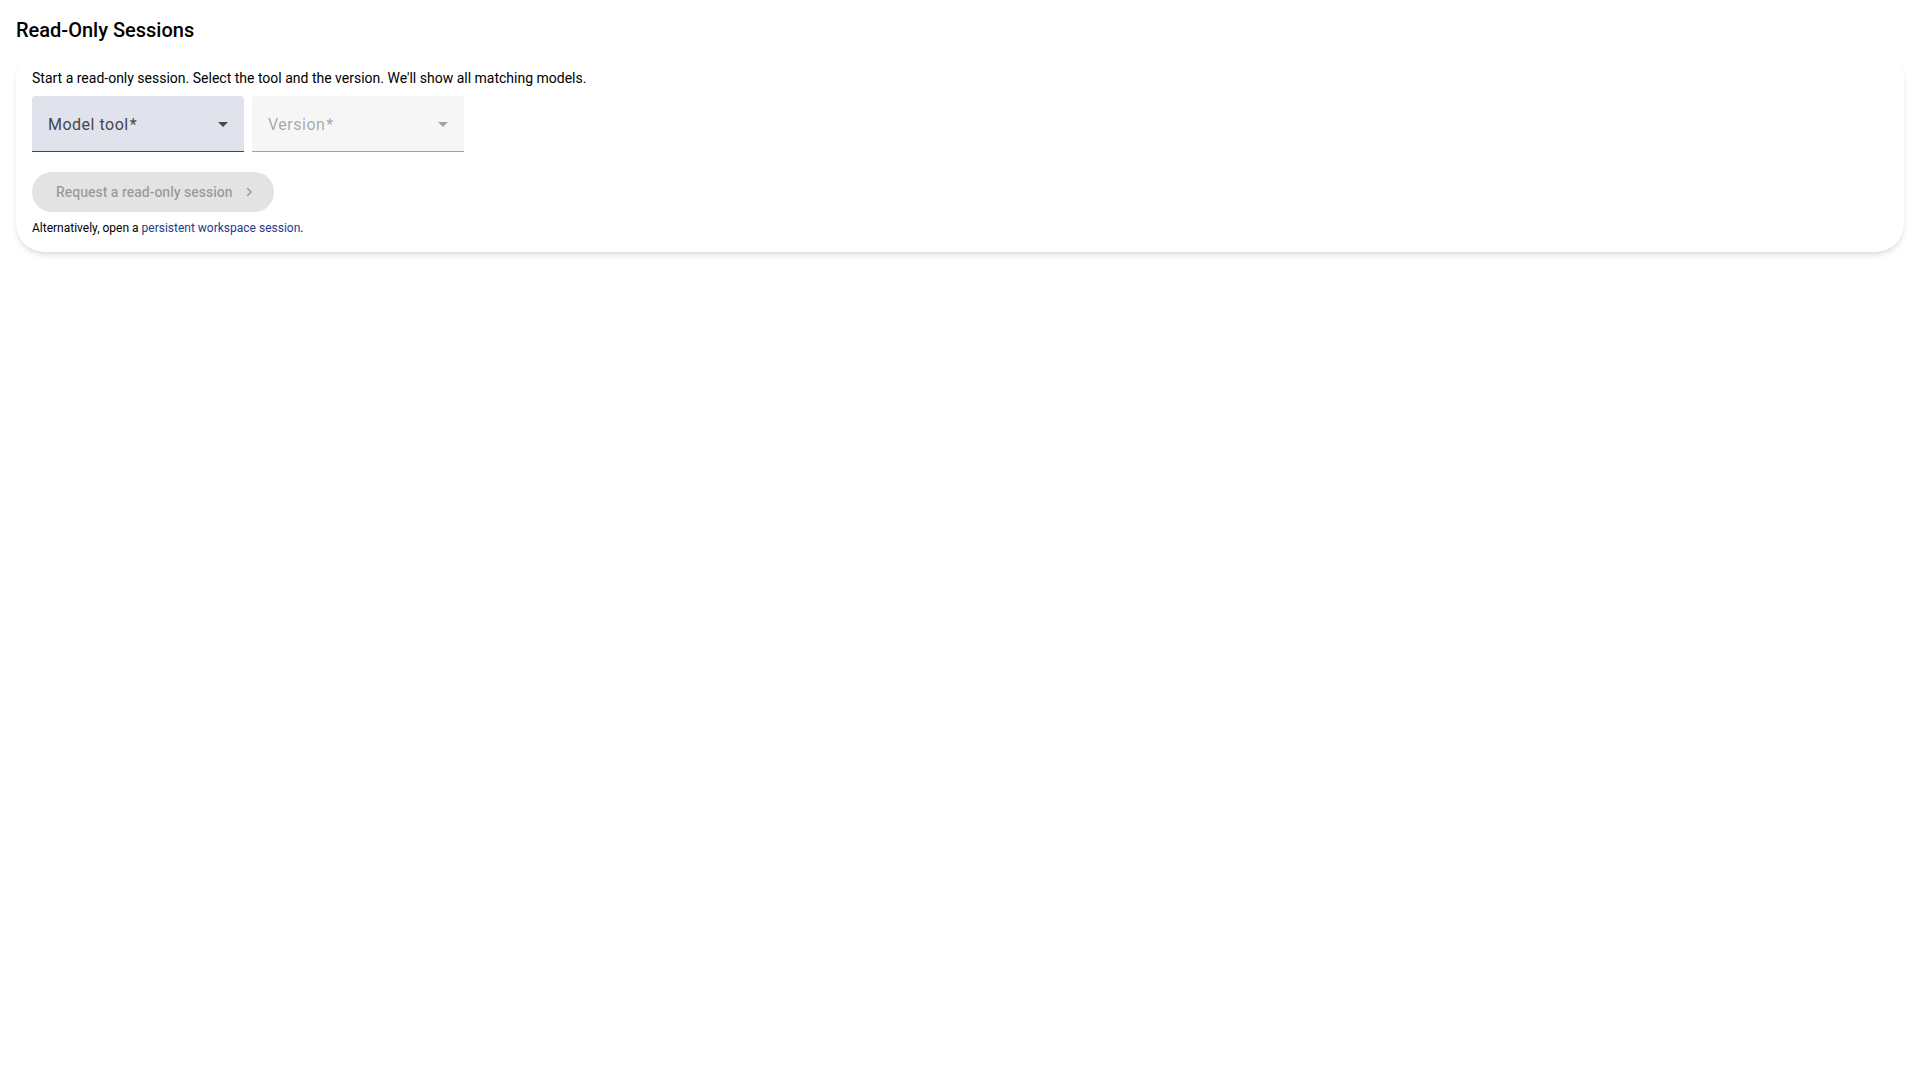 Read-Only Sessions
Start a read-only session. Select the tool and the version. We'll show all matching models.
Model tool* Version*
Request a read-only session
Alternatively, open a persistent workspace session.